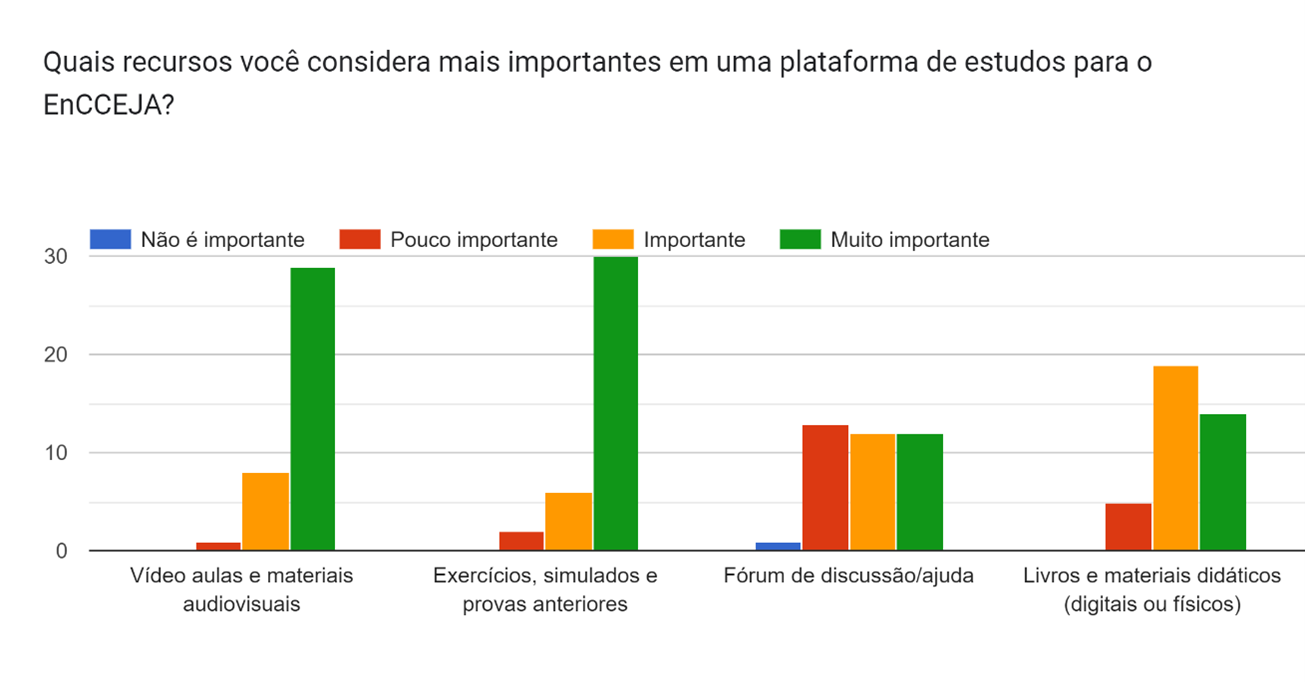 Quais recursos você considera mais importantes em uma plataforma de estudos para o
EnCCEJA?
Não é importante
Pouco importante
Importante
Muito importante
30
20
10
0
Vídeo aulas e materiais
audiovisuais
Exercícios, simulados e
provas anteriores
Fórum de discussão/ajuda
Livros e materiais didáticos
(digitais ou físicos)